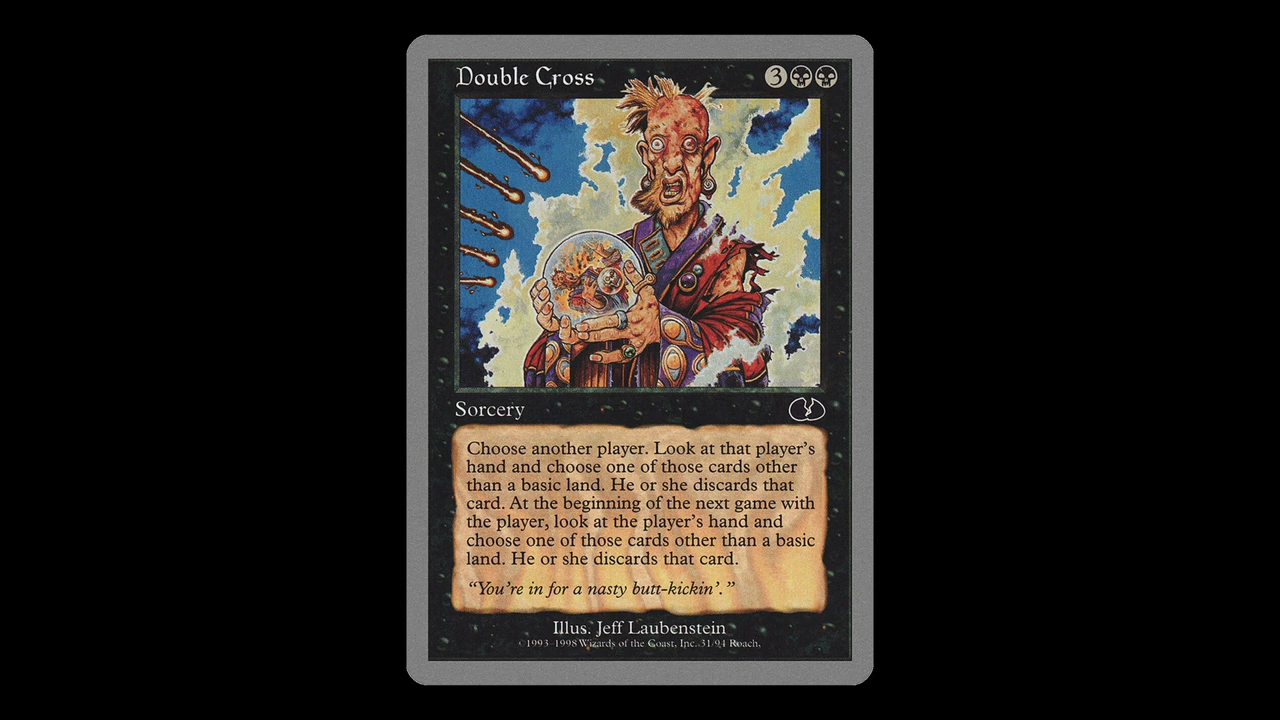 Double Cross
3
Sorcery
Choose another player. Look at that player's
hand and choose one of those cards other
than a basic land. He or she discards that
card. At the beginning of the next game with
the player, look at the player's hand and
choose one of those cards other than a basic
land. He or she discards that card.
“You're in for a nasty butt-kickin'.”
Illus. Jeff Laubenstein
©1993-1998 Wizards of the Coast, Inc. 31/94 Roach.